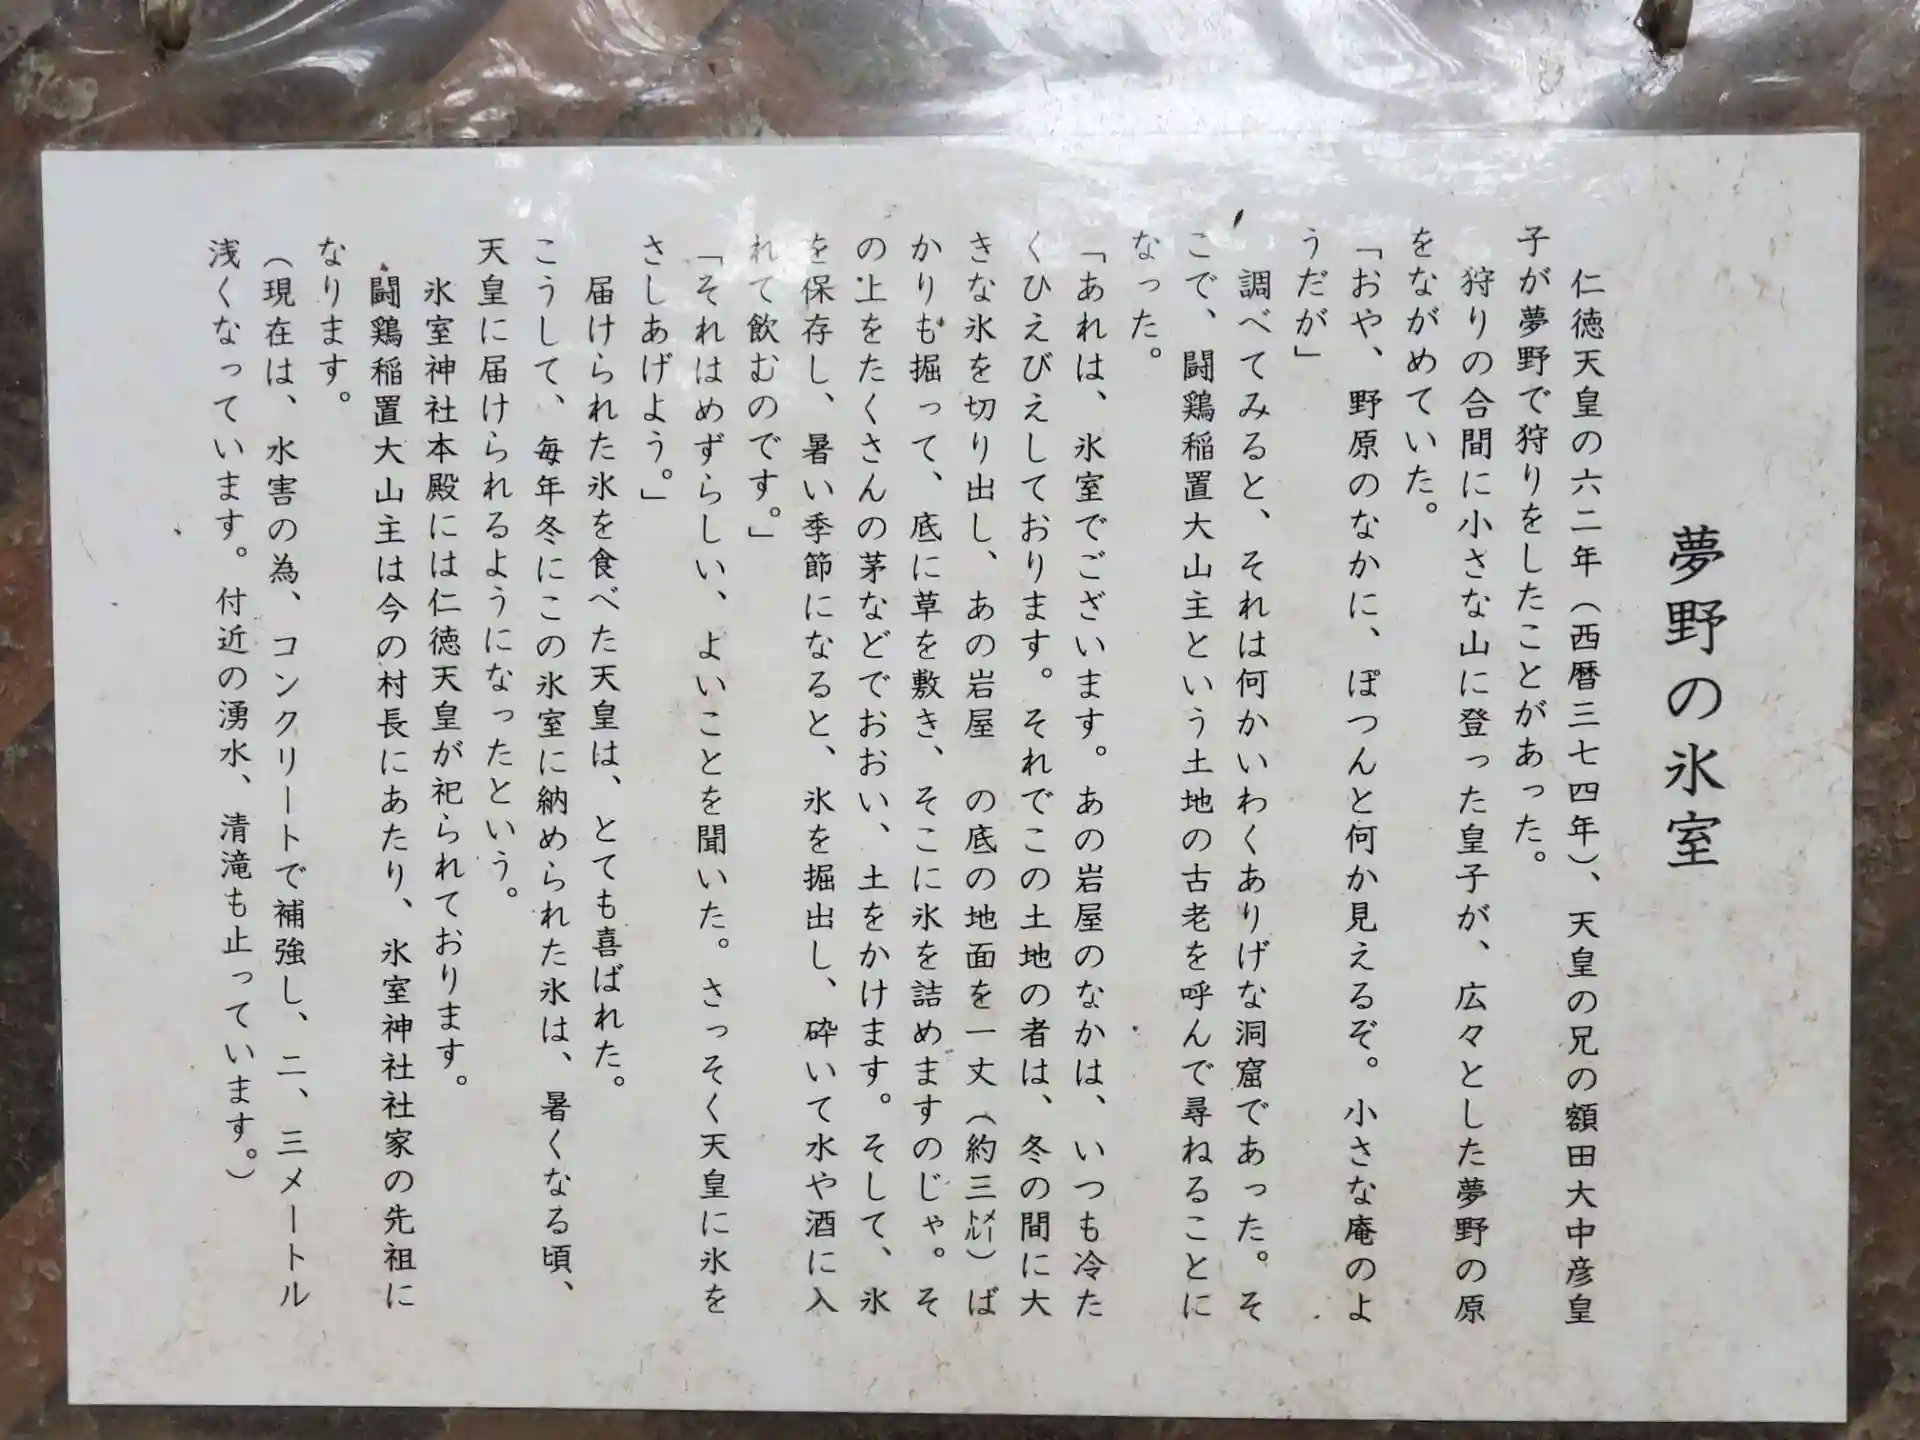 夢野の氷室
仁徳天皇の六二年（西暦三七四年）、天皇の兄の額田大中彦皇
子が夢野で狩りをしたことがあった。
狩りの合間に小さな山に登った皇子が、広々とした夢野の原
をながめていた。
「おや、野原のなかに、ぽつんと何か見えるぞ。小さな庵のよ
うだが」
調べてみると、それは何かいわくありげな洞窟であった。そ
こで、闘鶏稲置大山主という土地の古老を呼んで尋ねることに
なった。
「あれは、氷室でございます。あの岩屋のなかは、いつも冷た
くひえびえしております。それでこの土地の者は、冬の間に大
きな氷を切り出し、あの岩屋　の底の地面を一丈（約三㍍）ば
かりも掘って、底に草を敷き、そこに氷を詰めますのじゃ。そ
の上をたくさんの茅などでおおい、土をかけます。そして、氷
を保存し、暑い季節になると、氷を掘出し、砕いて水や酒に入
れて飲むのです。」
「それはめずらしい、よいことを聞いた。さっそく天皇に氷を
さしあげよう。」
届けられた氷を食べた天皇は、とても喜ばれた。
こうして、毎年冬にこの氷室に納められた氷は、暑くなる頃、
天皇に届けられるようになったという。
氷室神社本殿には仁徳天皇が祀られております。
闘鶏稲置大山主は今の村長にあたり、氷室神社社家の先祖に
なります。
（現在は、水害の為、コンクリートで補強し、二、三メートル
浅くなっています。付近の湧水、清滝も止っています。）